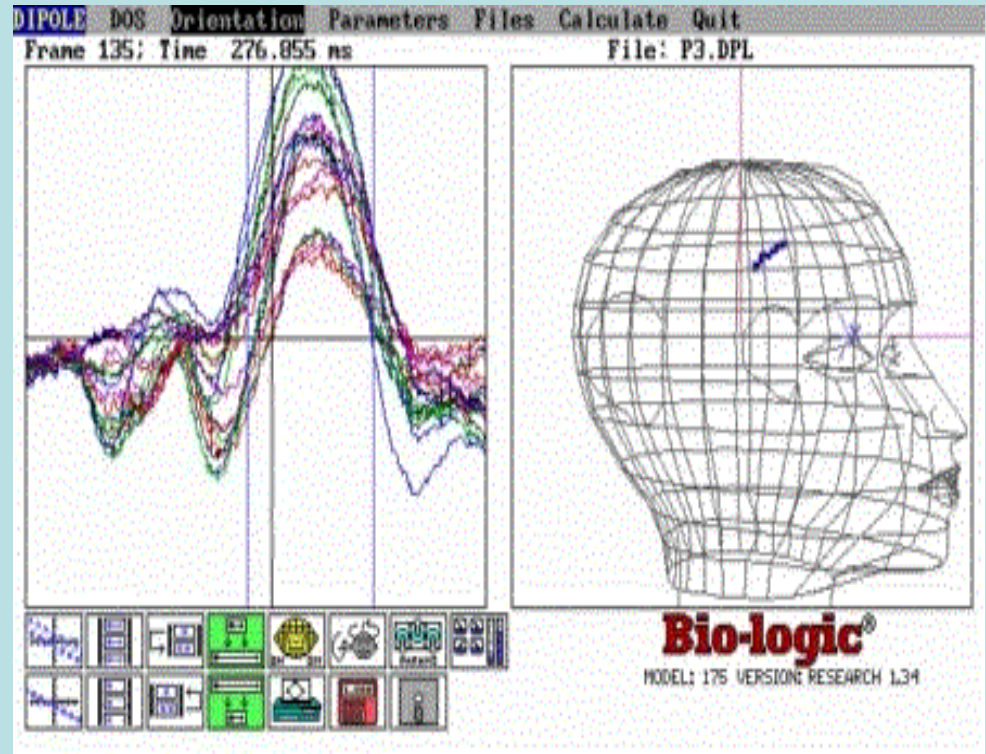 DIPOLE DOS Orientation Parameters Files Calculate Quit
Frame 135; Time 276.855 ms File: P3.DPL
Bio-logic®
MODEL: 175 VERSION: RESEARCH 1.34